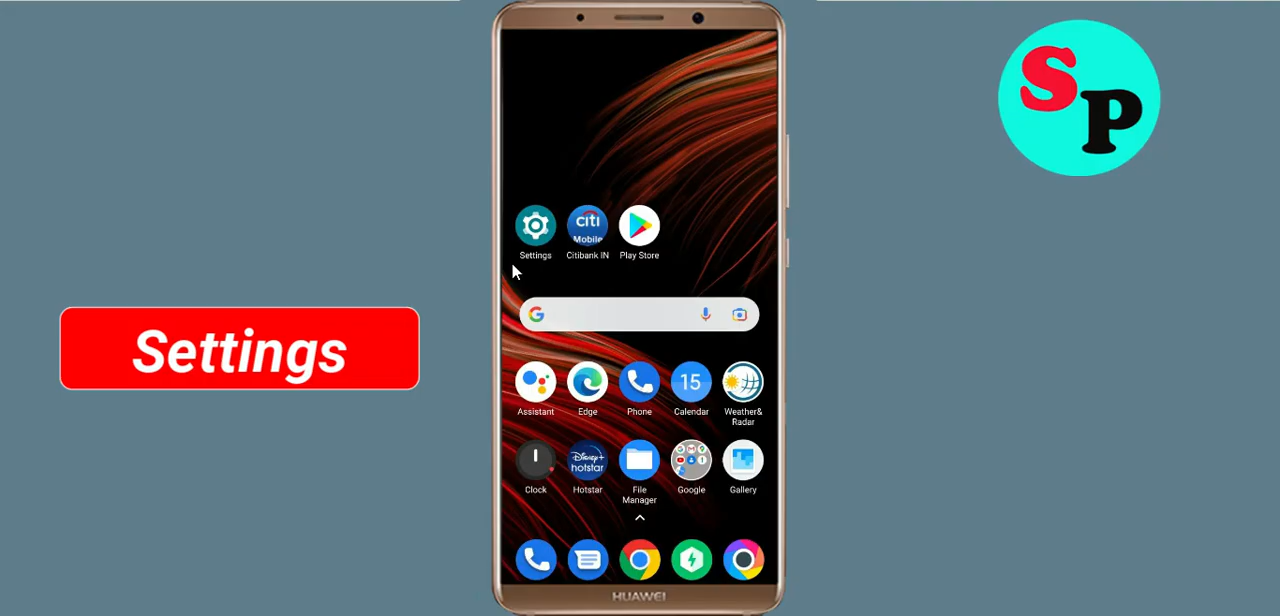 S
P
Settings
citi
Mobile
Settings
Citibank IN
Play Store
G
15
Assistant
Edge
Phone
Calendar
Weather&
Radar
Disney+
hotstar
Clock
Hotstar
File
Manager
Google
Gallery
HUAWEI